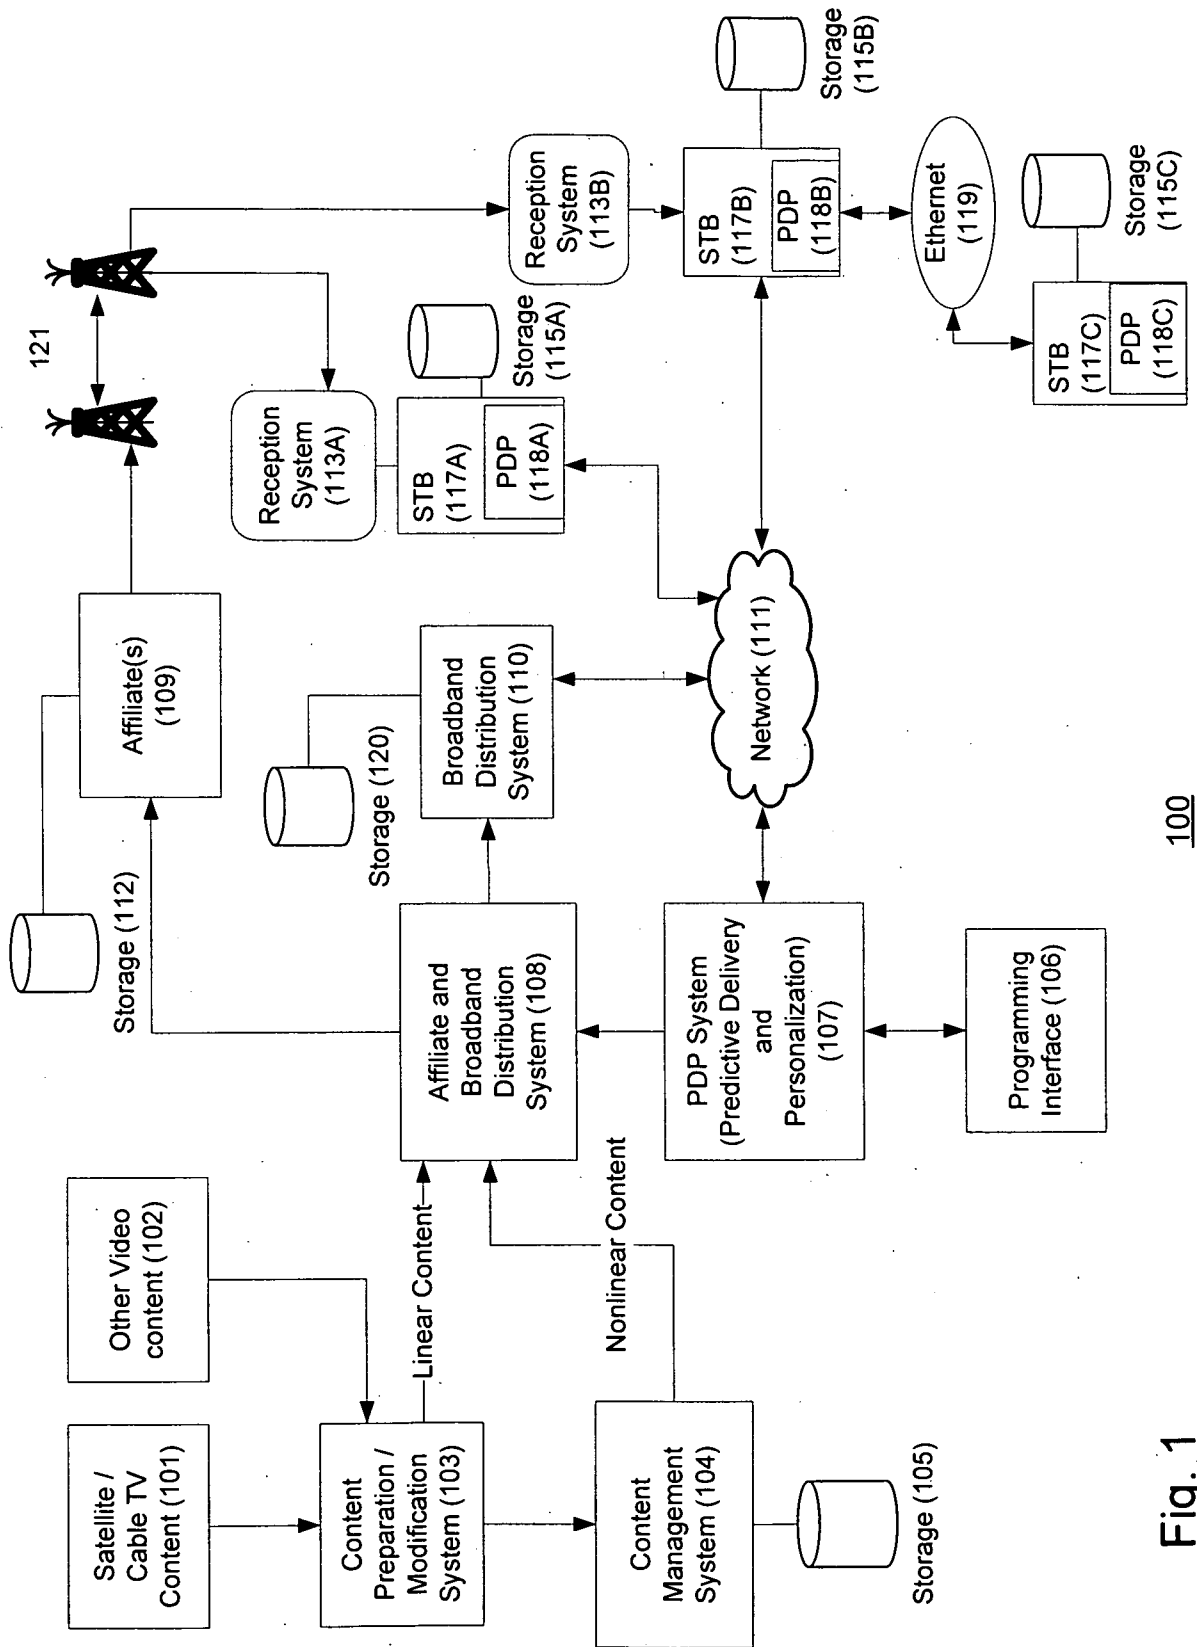 Satellite /
Cable TV
Content (101)
Other Video
content (102)
Content
Preparation /
Modification
System (103)
Linear Content
Content
Management
System (104)
Nonlinear Content
Storage (105)
Storage (112)
Affiliate(s)
(109)
Affiliate and
Broadband
Distribution
System (108)
Storage (120)
Broadband
Distribution
System (110)
PDP System
(Predictive Delivery
and
Personalization)
(107)
Programming
Interface (106)
Network (111)
121
Reception
System
(113A)
STB
(117A)
PDP
(118A)
Storage
(115A)
Reception
System
(113B)
STB
(117B)
PDP
(118B)
Storage
(115B)
Ethernet
(119)
STB
(117C)
PDP
(118C)
Storage
(115C)
100
Fig. 1